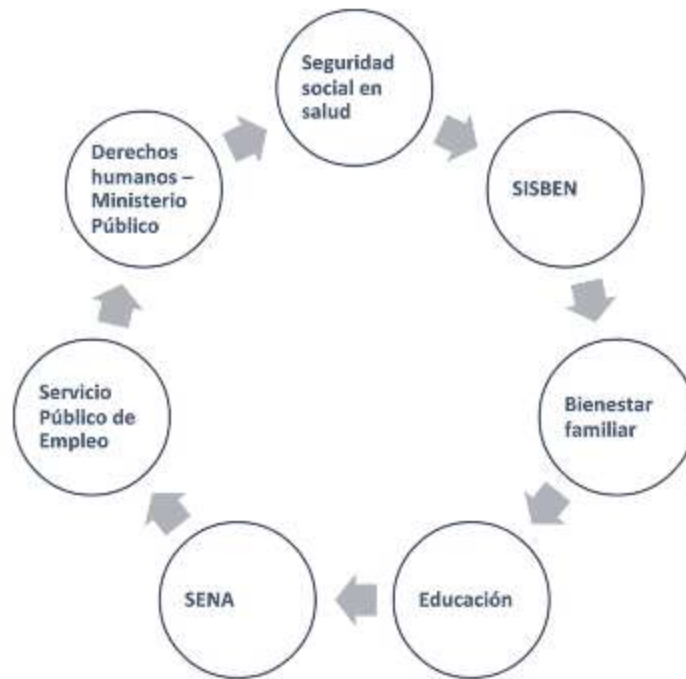 Seguridad
social en
salud
SISBEN
Bienestar
familiar
Educación
SENA
Servicio
Público de
Empleo
Derechos
humanos –
Ministerio
Público